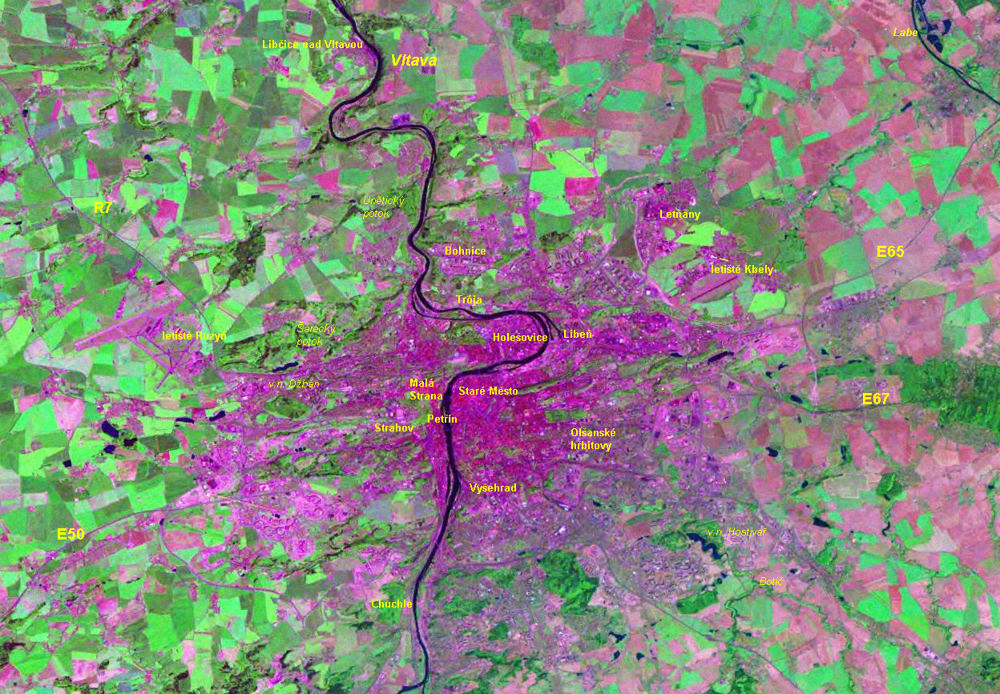 Labe
Libčice nad Vltavou
Vltava
Únětický
potok
R7
Letňany
Bohnice
E65
letiště Kbely
Trója
Šárecký
potok
letiště Ruzyň
Holešovice
Libeň
v.n. Džbán
Malá
Strana
Staré Město
E67
Petřín
Strahov
Olšanské
hřbitovy
Vyšehrad
E50
v.n. Hostivař
Botič
Chuchle